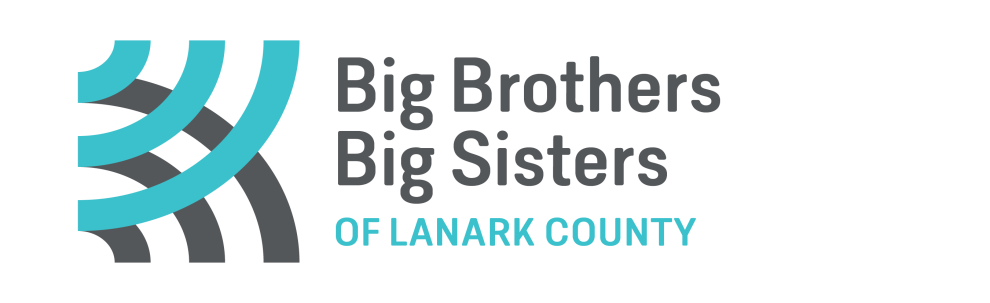 Big Brothers
Big Sisters
OF LANARK COUNTY